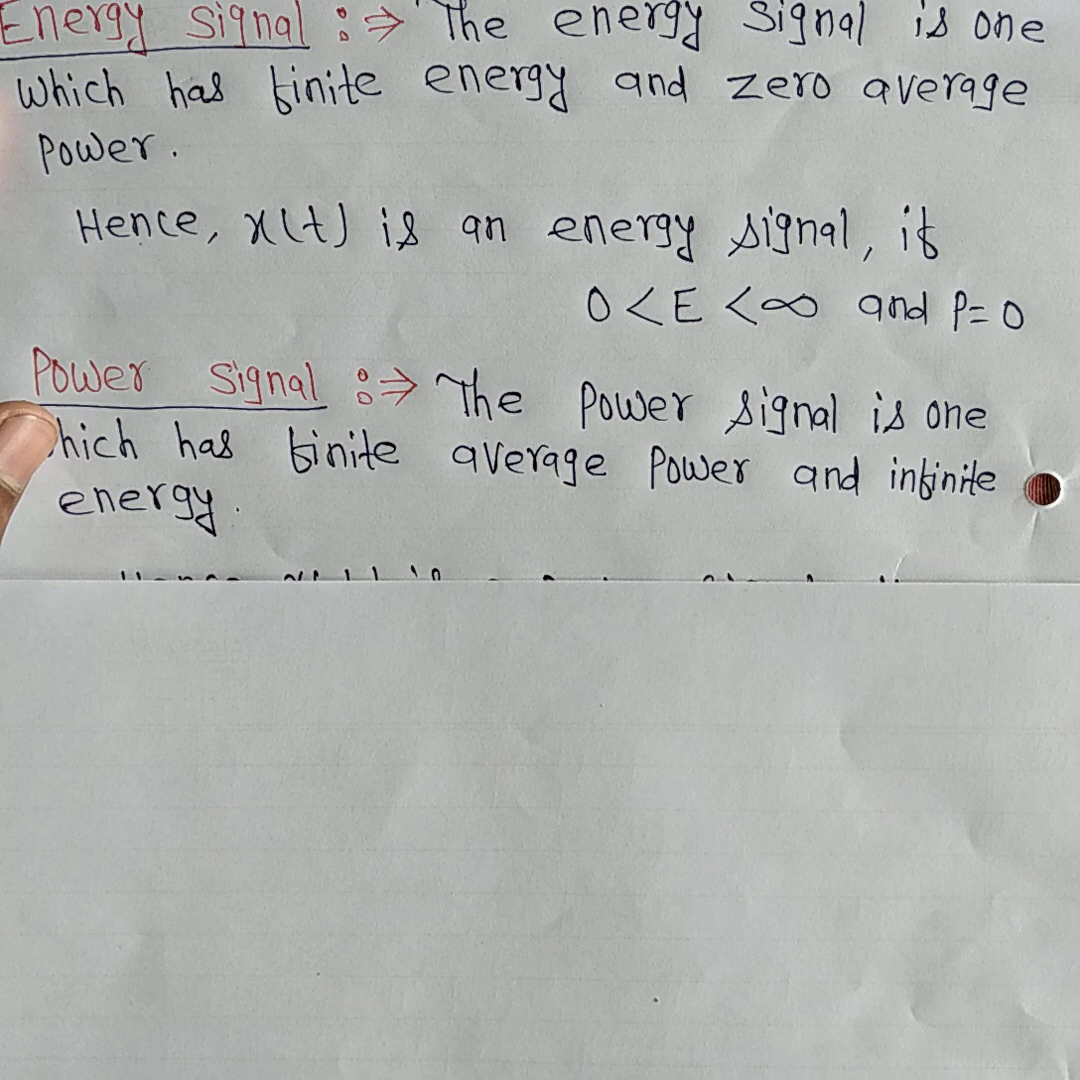 Energy Signal :⇒ The energy signal is one
which has finite energy and zero average
power.
Hence, x(t) is an energy signal, if
0 < E < ∞ and P = 0
Power Signal :⇒ The power signal is one
which has finite average power and infinite
energy.